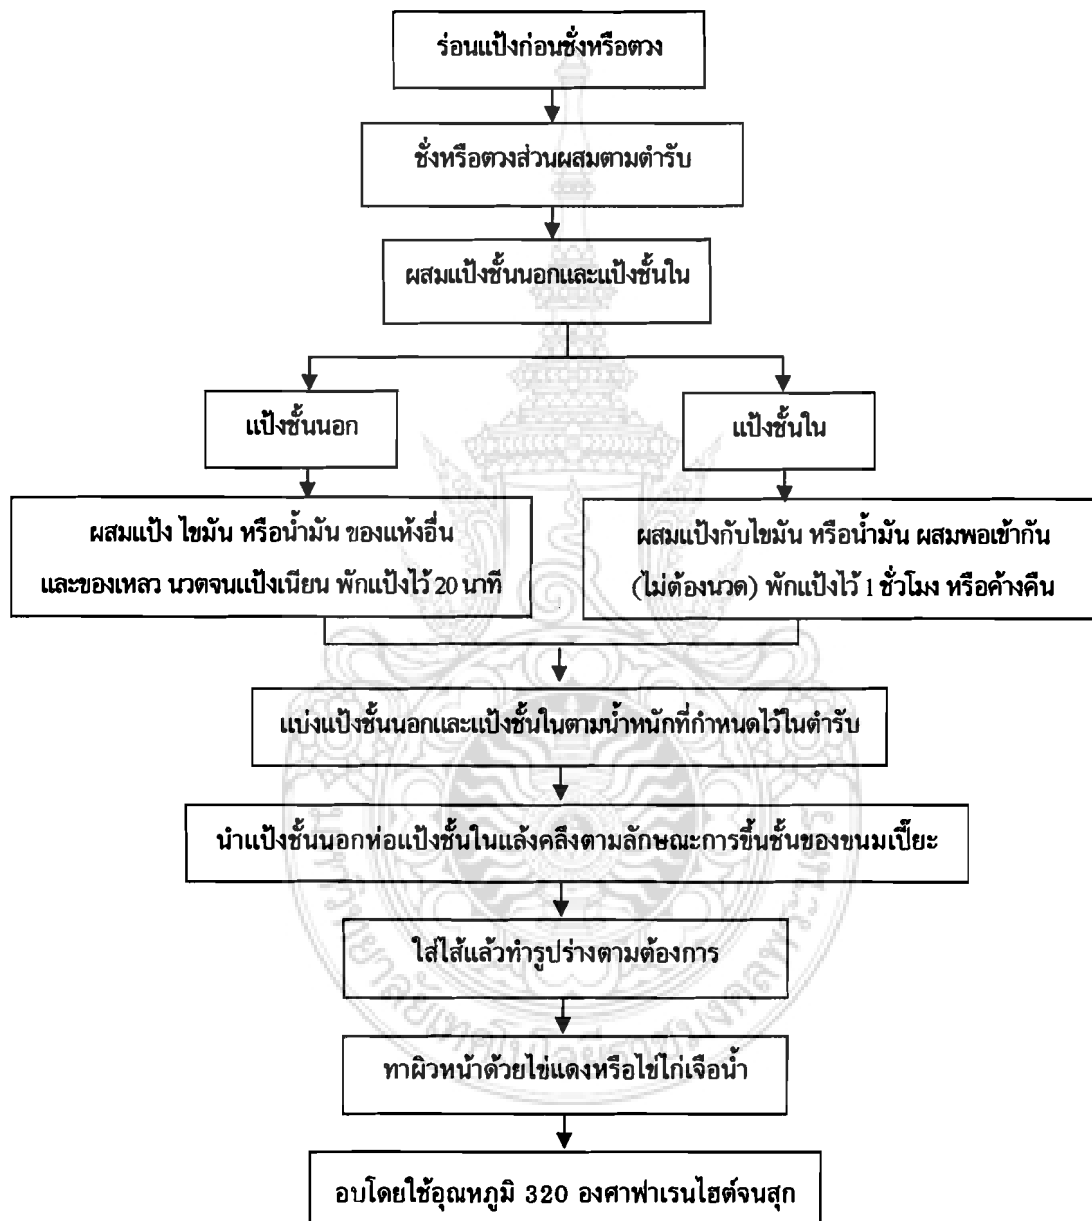 ร่อนแป้งก่อนชั่งหรือตวง
ชั่งหรือตวงส่วนผสมตามตำรับ
ผสมแป้งชั้นนอกและแป้งชั้นใน
แป้งชั้นนอก
แป้งชั้นใน
ผสมแป้ง ไขมัน หรือน้ำมัน ของแห้งอื่น
และของเหลว นวดจนแป้งเนียน พักแป้งไว้ 20 นาที
ผสมแป้งกับไขมัน หรือน้ำมัน ผสมพอเข้ากัน
(ไม่ต้องนวด) พักแป้งไว้ 1 ชั่วโมง หรือค้างคืน
แบ่งแป้งชั้นนอกและแป้งชั้นในตามน้ำหนักที่กำหนดไว้ในตำรับ
นำแป้งชั้นนอกห่อแป้งชั้นในแล้งคลึงตามลักษณะการขึ้นชั้นของขนมเปี๊ยะ
ใส่ไส้แล้วทำรูปร่างตามต้องการ
ทาผิวหน้าด้วยไข่แดงหรือไข่ไก่เจือน้ำ
อบโดยใช้อุณหภูมิ 320 องศาฟาเรนไฮต์จนสุก